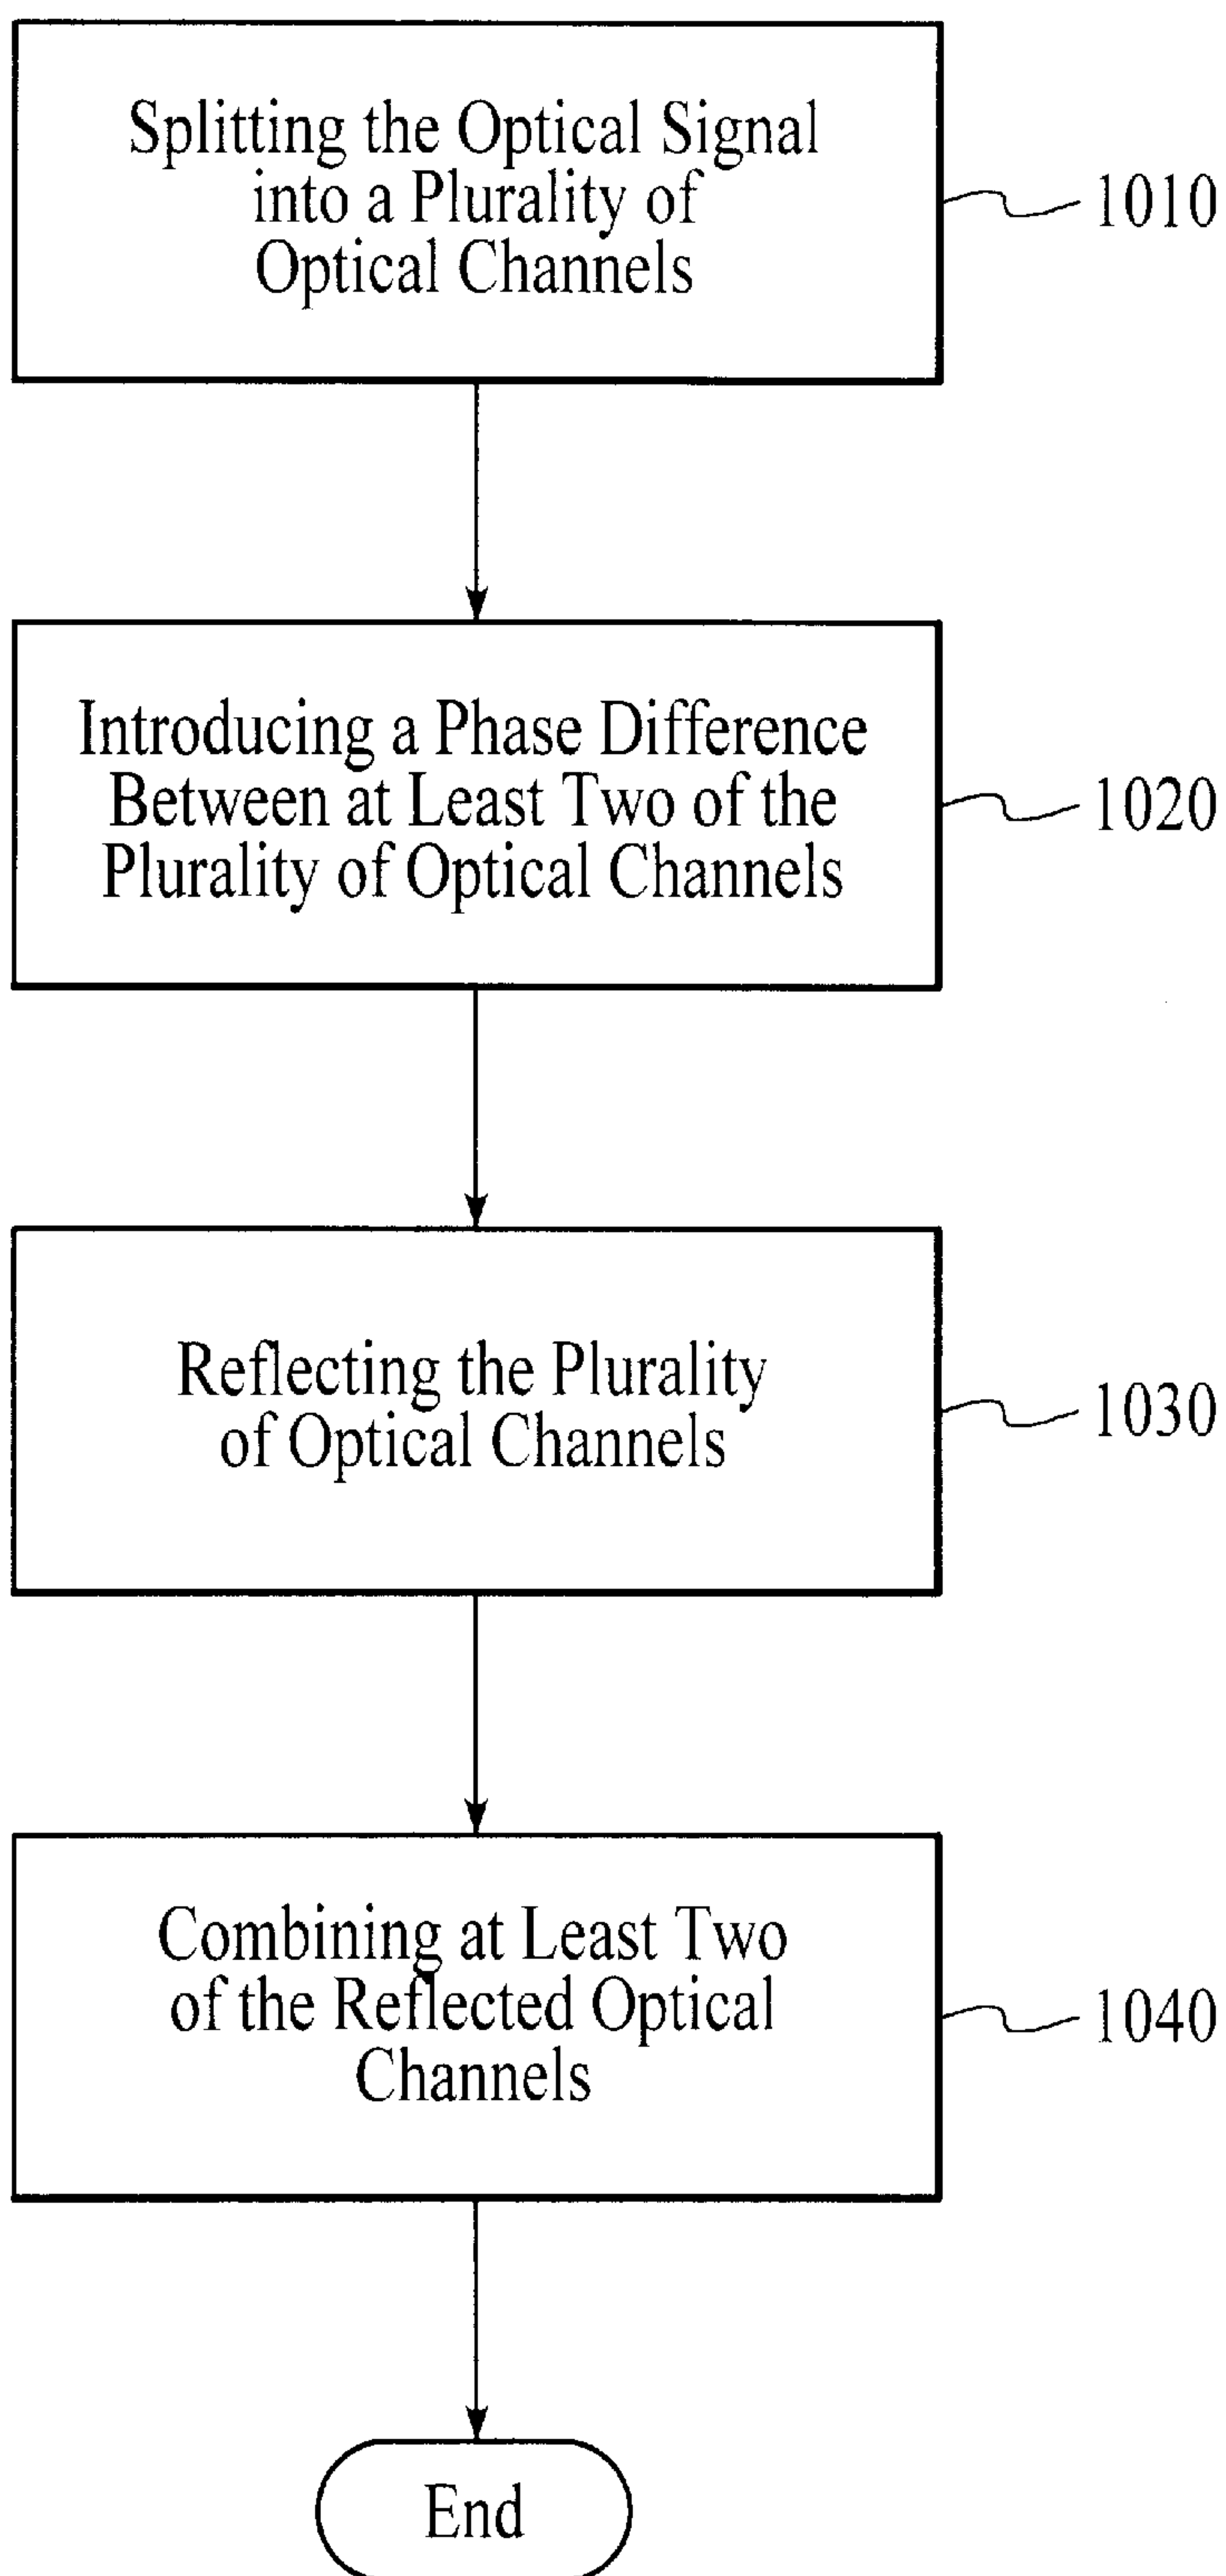 Splitting the Optical Signal
into a Plurality of
Optical Channels
1010
Introducing a Phase Difference
Between at Least Two of the
Plurality of Optical Channels
1020
Reflecting the Plurality
of Optical Channels
1030
Combining at Least Two
of the Reflected Optical
Channels
1040
End